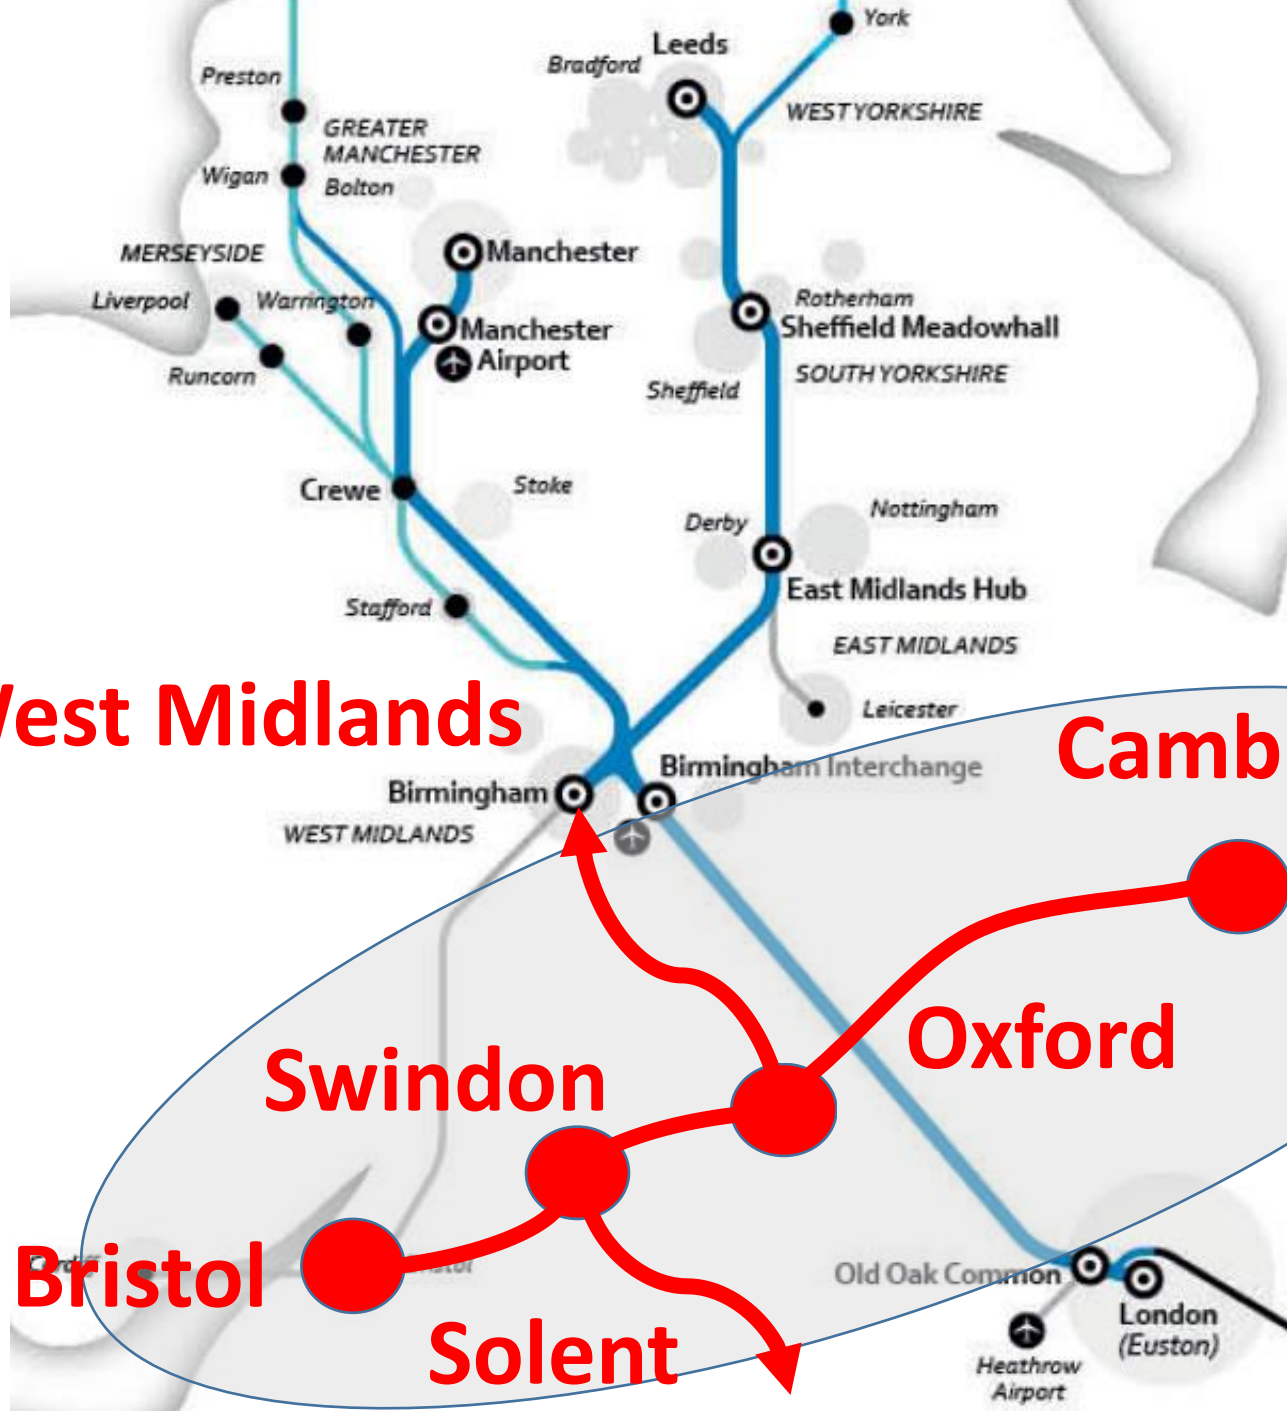 York
Leeds
Bradford
Preston
WEST YORKSHIRE
GREATER
MANCHESTER
Wigan
Bolton
MERSEYSIDE
Manchester
Liverpool
Warrington
Rotherham
Manchester
Airport
Sheffield Meadowhall
Runcorn
SOUTH YORKSHIRE
Sheffield
Crewe
Stoke
Derby
Nottingham
East Midlands Hub
Stafford
EAST MIDLANDS
West Midlands
Leicester
Camb
Birmingham Interchange
Birmingham
WEST MIDLANDS
Oxford
Swindon
Bristol
Cardiff
Bristol
Old Oak Common
London
(Euston)
Solent
Heathrow
Airport